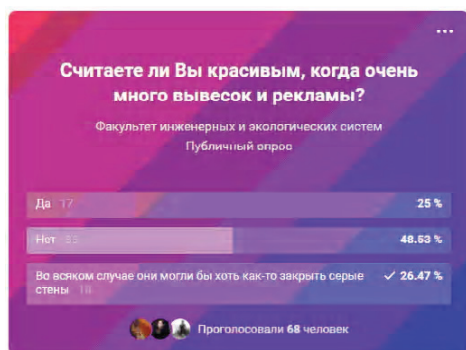 Считаете ли Вы красивым, когда очень
много вывесок и рекламы?
Факультет инженерных и экологических систем
Публичный опрос
Да 17 25 %
Нет 33 48.53 %
Во всяком случае они могли бы хоть как-то закрыть серые
стены 18 26.47 %
Проголосовали 68 человек